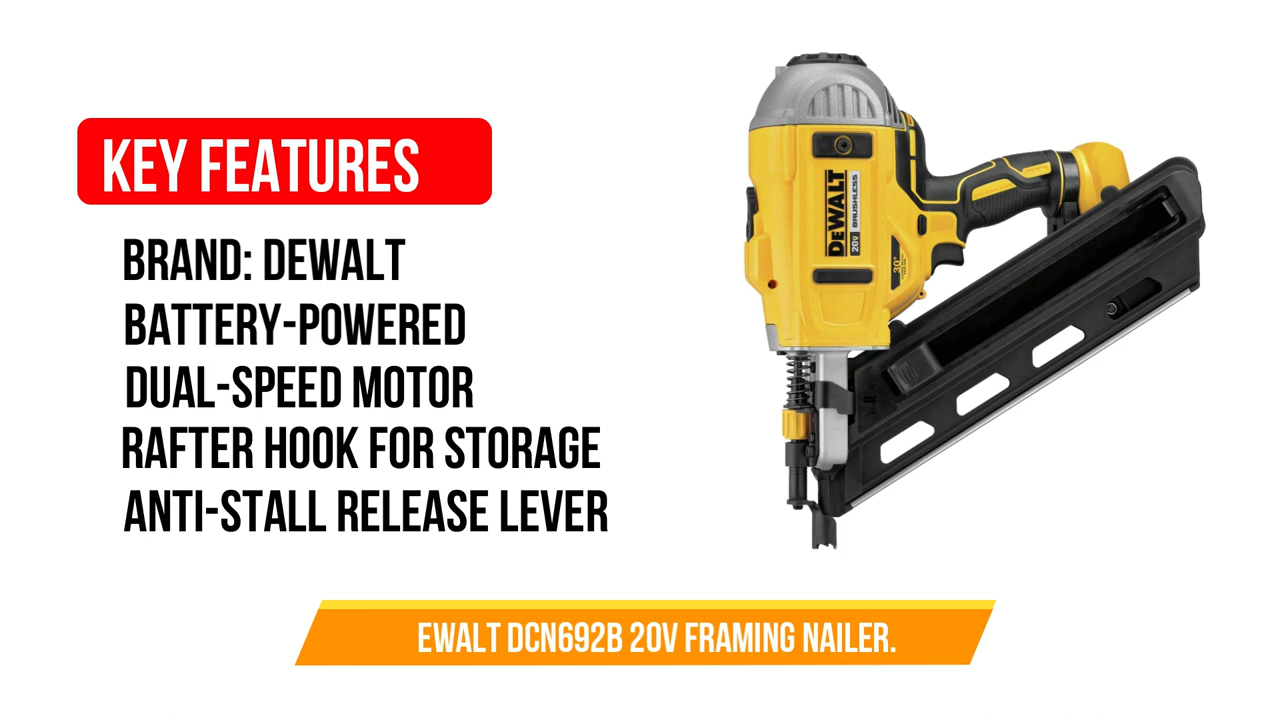 KEY FEATURES
BRAND: DEWALT
BATTERY-POWERED
DUAL-SPEED MOTOR
RAFTER HOOK FOR STORAGE
ANTI-STALL RELEASE LEVER
DEWALT
20V BRUSHLESS
30°
EWALT DCN692B 20V FRAMING NAILER.